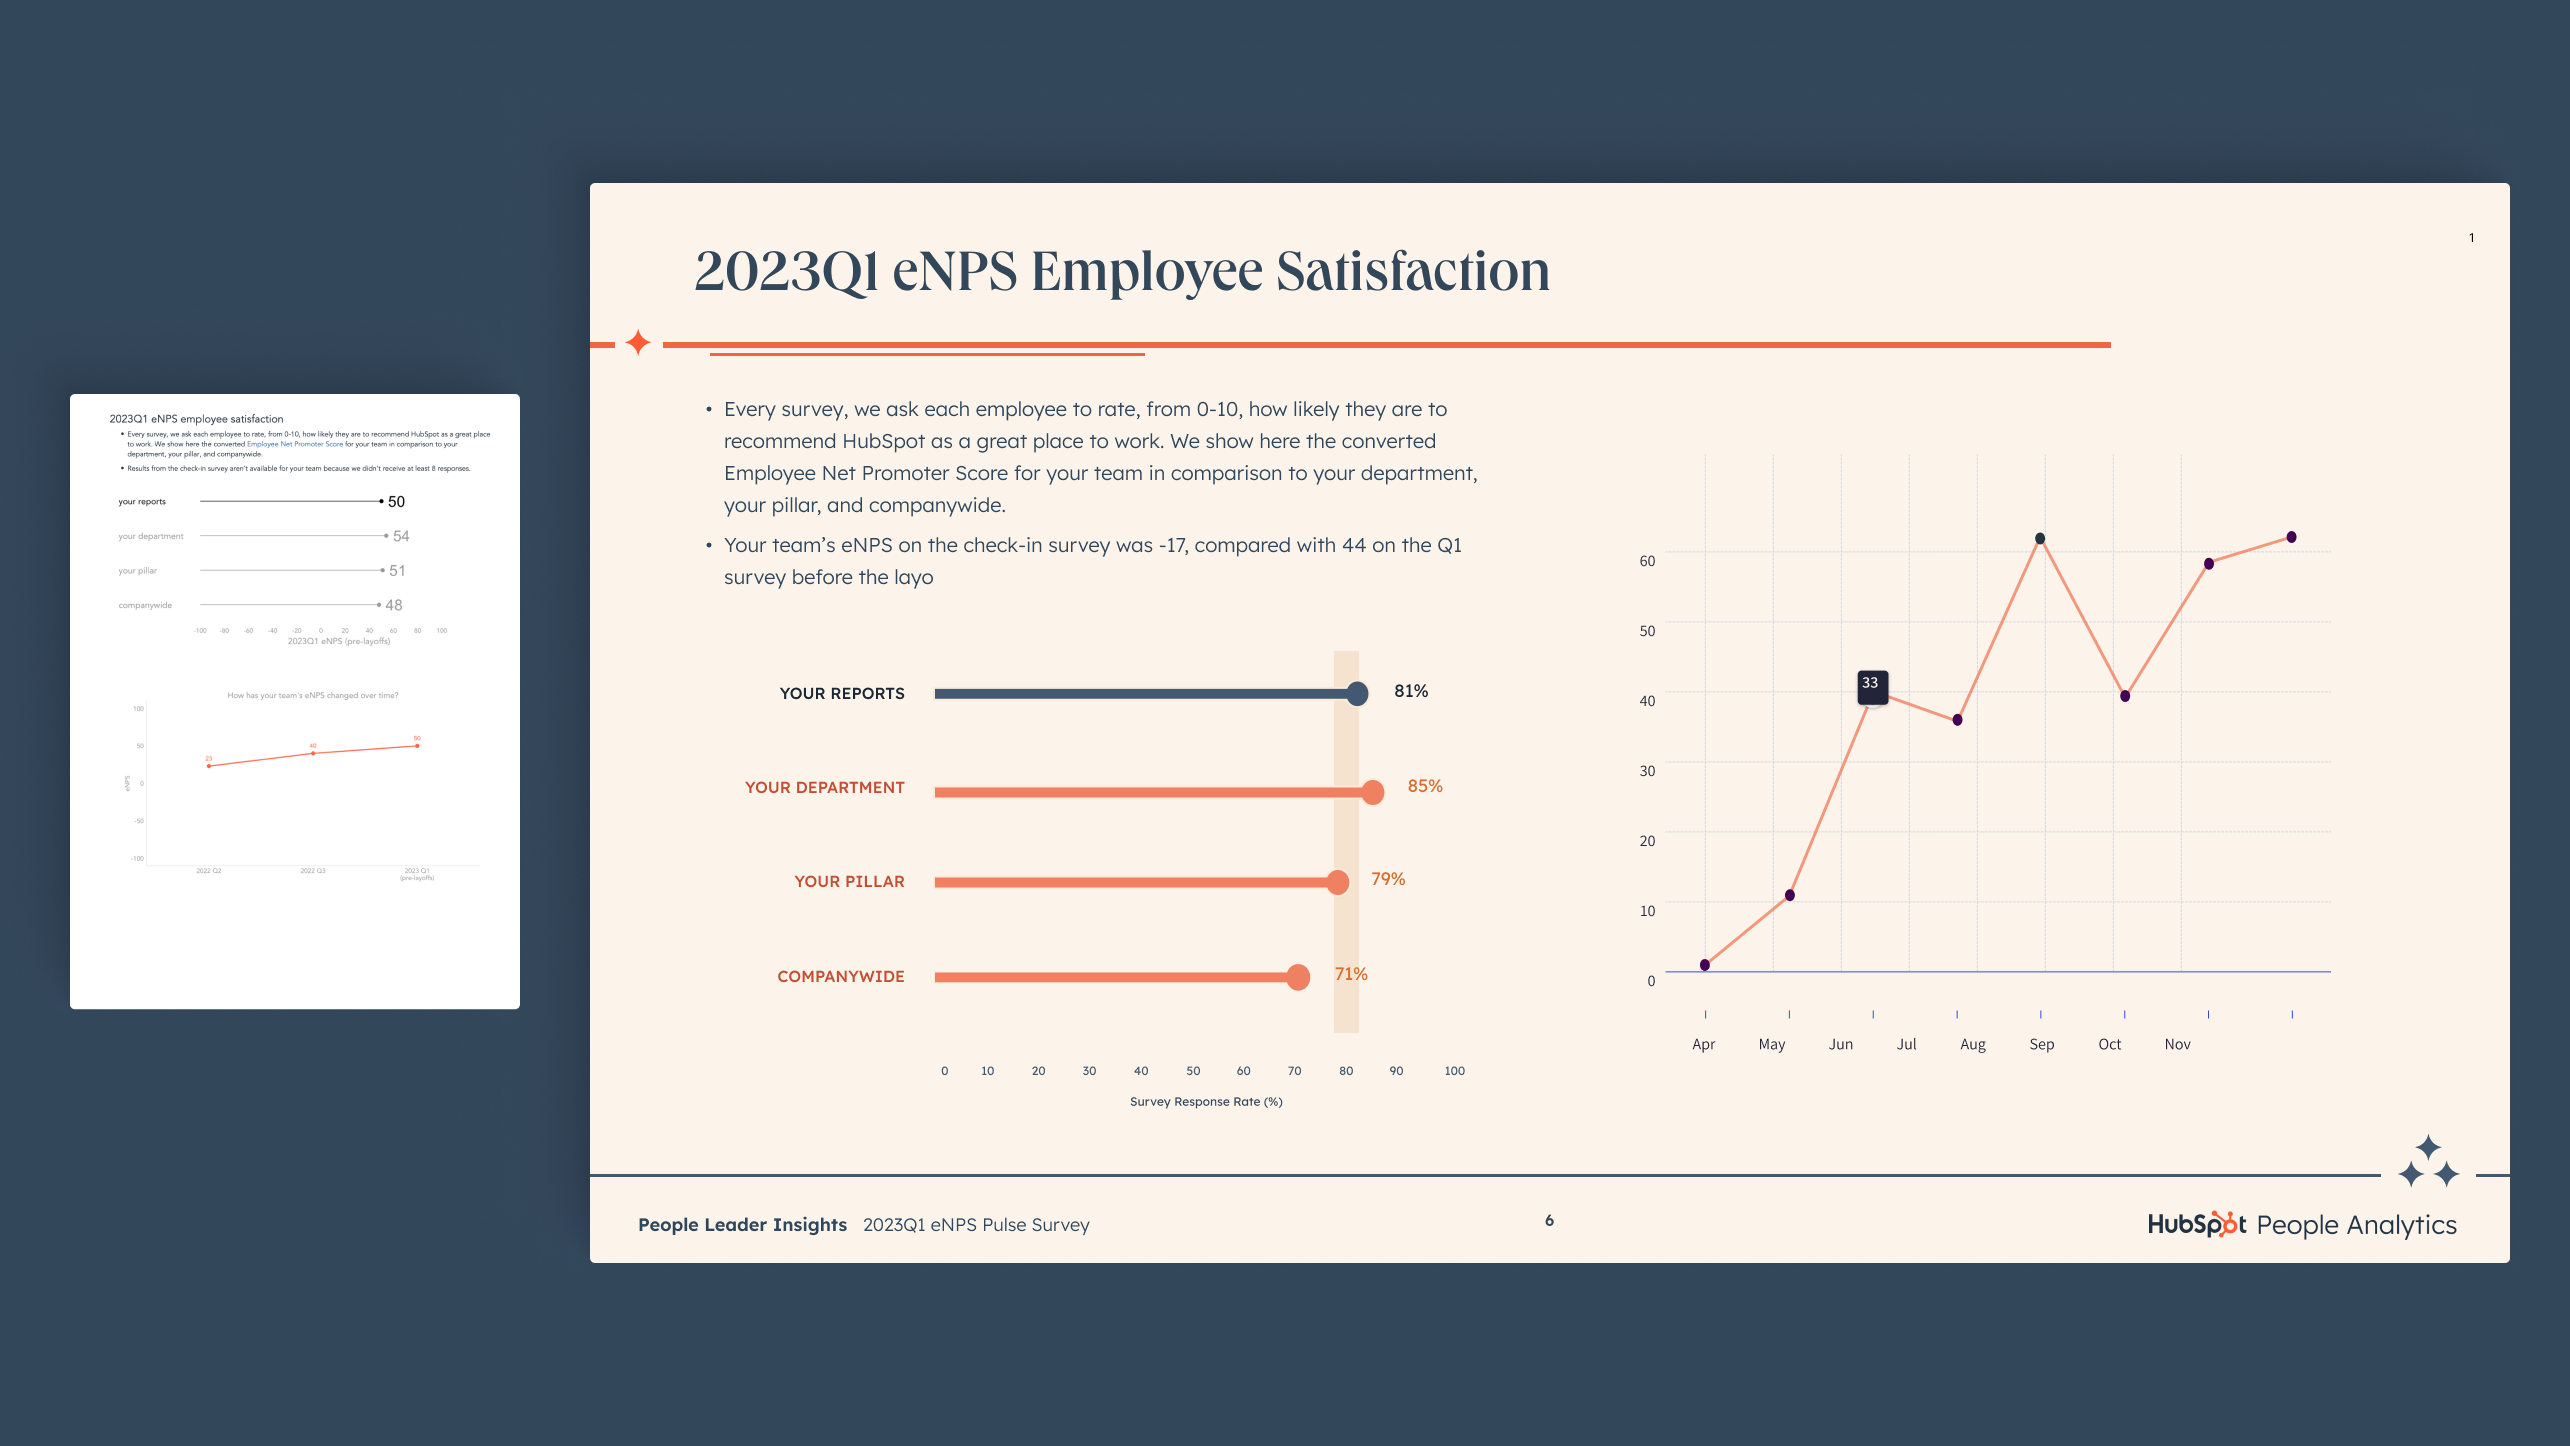 2023Q1 eNPS employee satisfaction
• Every survey, we ask each employee to rate, from 0-10, how likely they are to recommend HubSpot as a great place
to work. We show here the converted Employee Net Promoter Score for your team in comparison to your
department, your pillar, and companywide.
• Results from the check-in survey aren't available for your team because we didn't receive at least 8 responses.
your reports 50
your department 54
your pillar 51
companywide 48
-100 -80 -60 -40 -20 0 20 40 60 80 100
2023Q1 eNPS (pre-layoffs)
How has your team's eNPS changed over time?
100
50
0
-50
-100
eNPS
23
40
50
2022 Q2 2022 Q3 2023 Q1
(pre-layoffs)
1
2023Q1 eNPS Employee Satisfaction
• Every survey, we ask each employee to rate, from 0-10, how likely they are to
recommend HubSpot as a great place to work. We show here the converted
Employee Net Promoter Score for your team in comparison to your department,
your pillar, and companywide.
• Your team’s eNPS on the check-in survey was -17, compared with 44 on the Q1
survey before the layo
YOUR REPORTS 81%
YOUR DEPARTMENT 85%
YOUR PILLAR 79%
COMPANYWIDE 71%
0 10 20 30 40 50 60 70 80 90 100
Survey Response Rate (%)
60
50
40
30
20
10
0
33
Apr May Jun Jul Aug Sep Oct Nov
People Leader Insights 2023Q1 eNPS Pulse Survey
6
HubSpot People Analytics